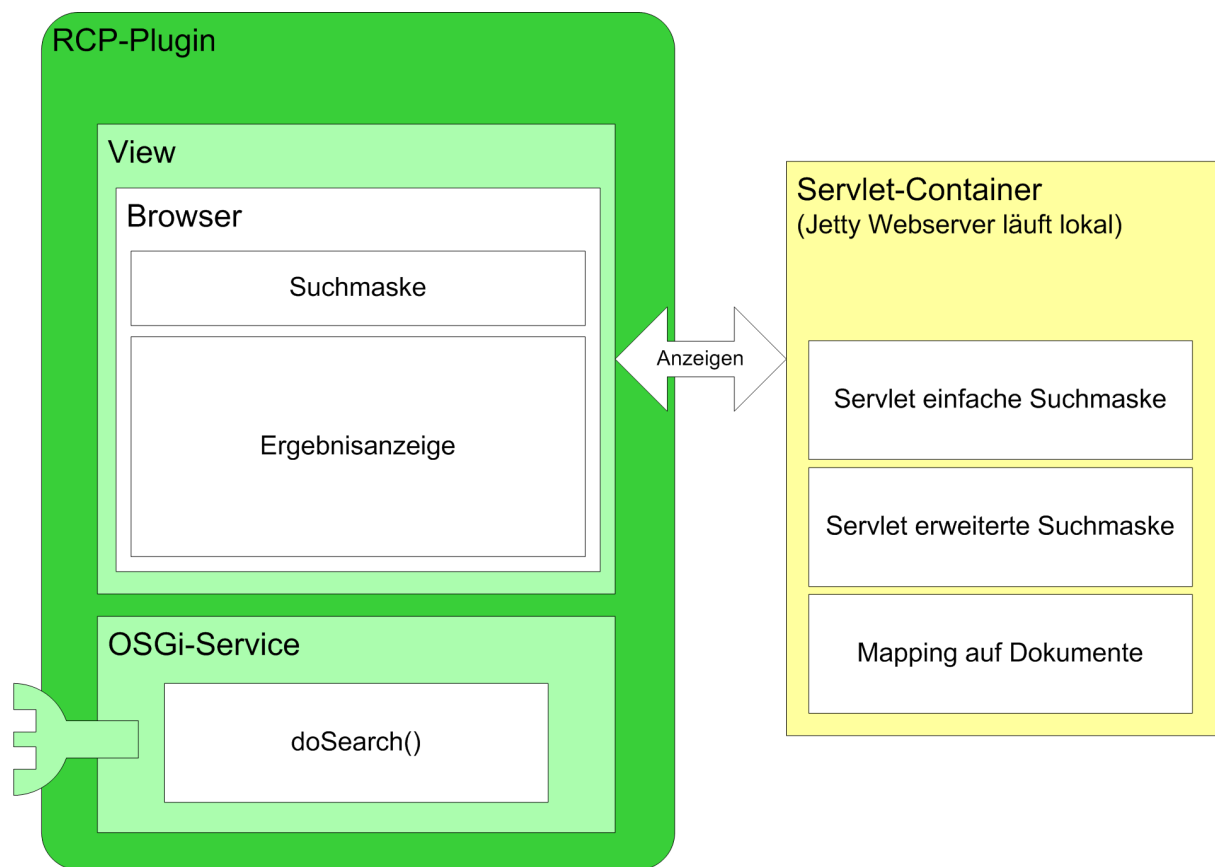 RCP-Plugin
View
Browser
Suchmaske
Ergebnisanzeige
OSGi-Service
doSearch()
Anzeigen
Servlet-Container
(Jetty Webserver läuft lokal)
Servlet einfache Suchmaske
Servlet erweiterte Suchmaske
Mapping auf Dokumente